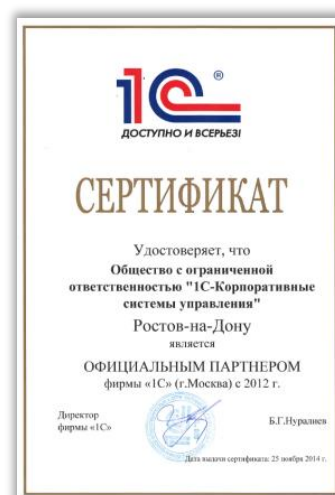 1С®
ДОСТУПНО И ВСЕРЬЕЗ!
СЕРТИФИКАТ
Удостоверяет, что
Общество с ограниченной
ответственностью "1С-Корпоративные
системы управления"
Ростов-на-Дону
является
ОФИЦИАЛЬНЫМ ПАРТНЕРОМ
фирмы «1С» (г.Москва) с 2012 г.
Директор
фирмы «1С»
Б.Г.Нуралиев
Дата выдачи сертификата: 25 ноября 2014 г.